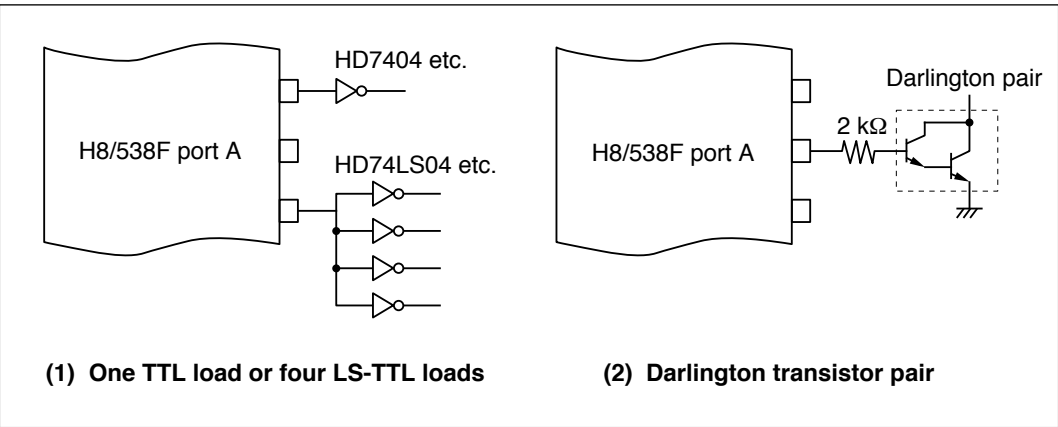 HD7404 etc.
H8/538F port A
HD74LS04 etc.
(1) One TTL load or four LS-TTL loads
Darlington pair
2 kΩ
H8/538F port A
(2) Darlington transistor pair